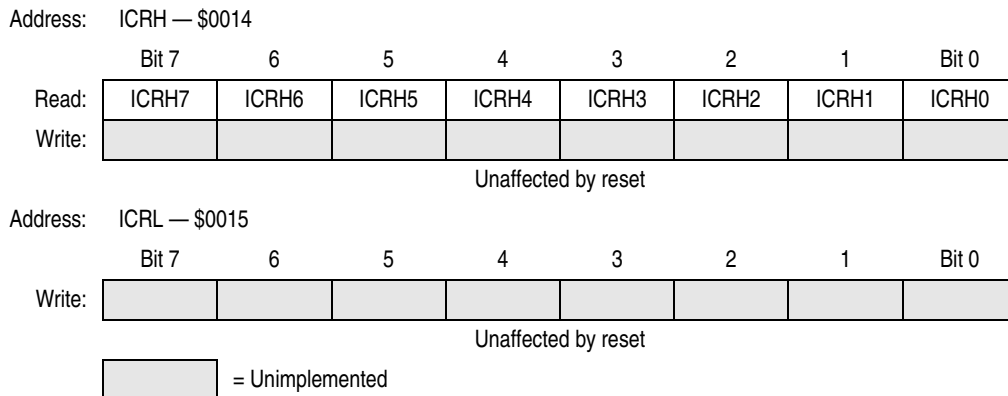 Address: ICRH — $0014
Bit 7 6 5 4 3 2 1 Bit 0
Read: ICRH7 ICRH6 ICRH5 ICRH4 ICRH3 ICRH2 ICRH1 ICRH0
Write:
Unaffected by reset
Address: ICRL — $0015
Bit 7 6 5 4 3 2 1 Bit 0
Write:
Unaffected by reset
= Unimplemented